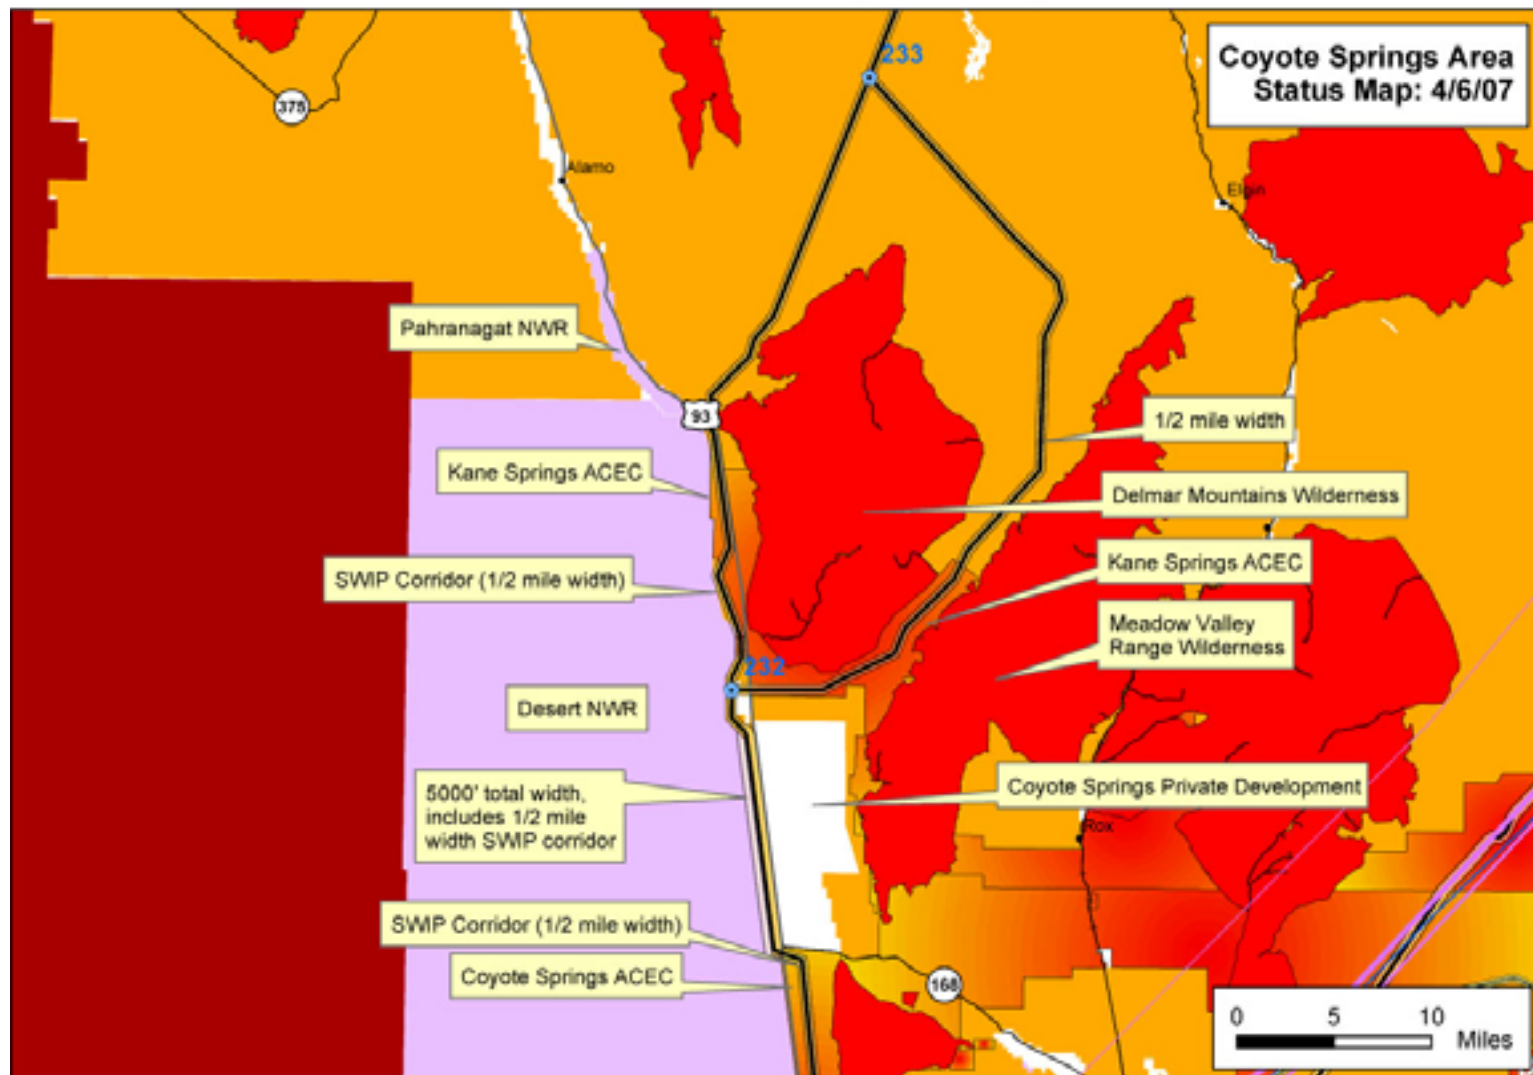 Coyote Springs Area
Status Map: 4/6/07
233
375
Alamo
Elgin
Pahranagat NWR
93
1/2 mile width
Kane Springs ACEC
Delmar Mountains Wilderness
SWIP Corridor (1/2 mile width)
Kane Springs ACEC
Meadow Valley
Range Wilderness
232
Desert NWR
5000' total width,
includes 1/2 mile
width SWIP corridor
Coyote Springs Private Development
Rox
SWIP Corridor (1/2 mile width)
Coyote Springs ACEC
168
0 5 10
Miles